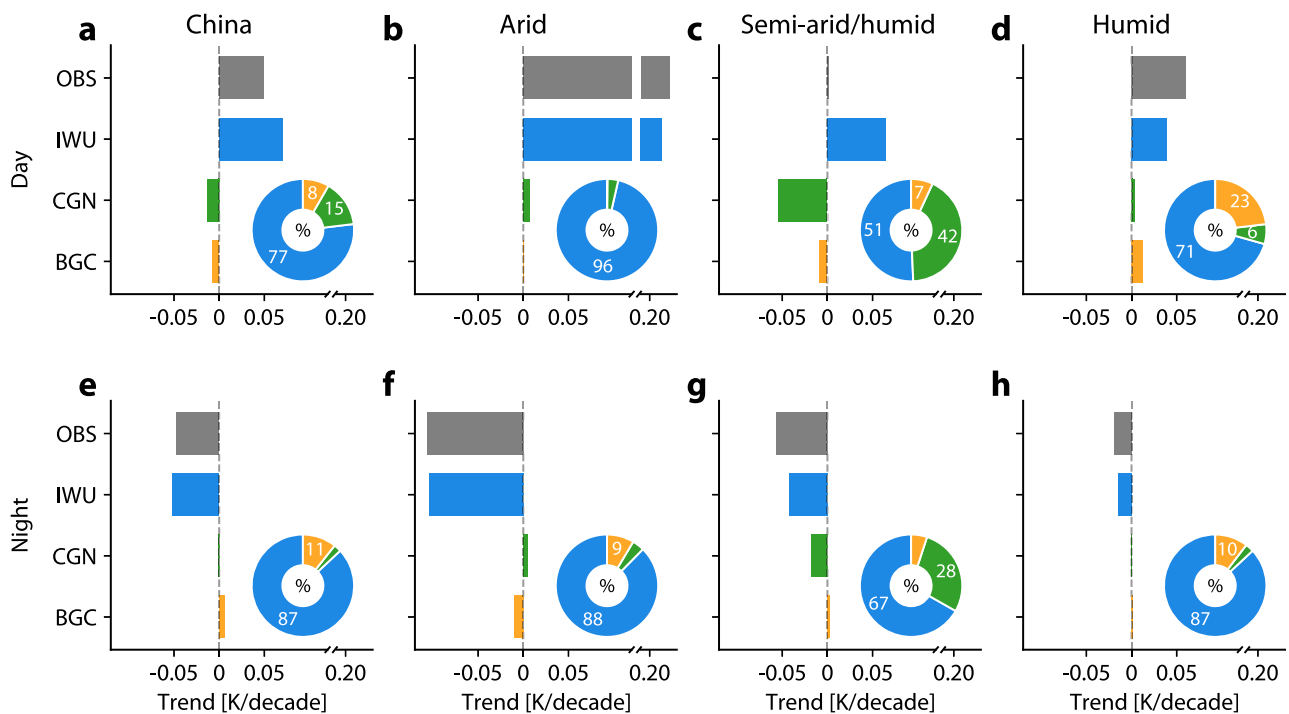 China
Arid
Semi-arid/humid
Humid
a
b
c
d
Day
OBS
IWU
CGN
BGC
8
15
77
%
96
%
7
42
51
%
23
6
71
%
-0.05 0 0.05 0.20
-0.05 0 0.05 0.20
-0.05 0 0.05 0.20
-0.05 0 0.05 0.20
e
f
g
h
Night
OBS
IWU
CGN
BGC
11
87
%
9
88
%
28
67
%
10
87
%
-0.05 0 0.05 0.20
-0.05 0 0.05 0.20
-0.05 0 0.05 0.20
-0.05 0 0.05 0.20
Trend [K/decade]
Trend [K/decade]
Trend [K/decade]
Trend [K/decade]